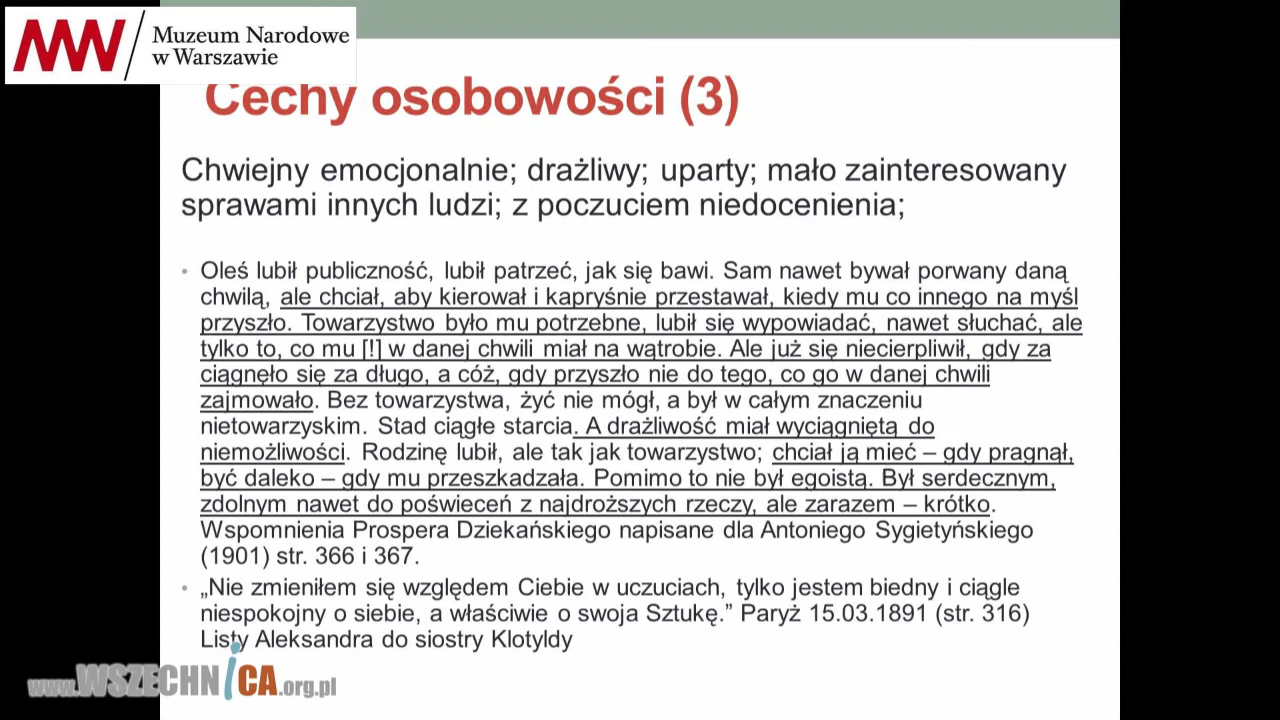 Muzeum Narodowe
w Warszawie
Cechy osobowości (3)
Chwiejny emocjonalnie; drażliwy; uparty; mało zainteresowany
sprawami innych ludzi; z poczuciem niedocenienia;
• Oleś lubił publiczność, lubił patrzeć, jak się bawi. Sam nawet bywał porwany daną
chwilą, ale chciał, aby kierował i kapryśnie przestawał, kiedy mu co innego na myśl
przyszło. Towarzystwo było mu potrzebne, lubił się wypowiadać, nawet słuchać, ale
tylko to, co mu [!] w danej chwili miał na wątrobie. Ale już się niecierpliwił, gdy za
ciągnęło się za długo, a cóż, gdy przyszło nie do tego, co go w danej chwili
zajmowało. Bez towarzystwa, żyć nie mógł, a był w całym znaczeniu
nietowarzyskim. Stad ciągłe starcia. A drażliwość miał wyciągniętą do
niemożliwości. Rodzinę lubił, ale tak jak towarzystwo; chciał ją mieć – gdy pragnął,
być daleko – gdy mu przeszkadzała. Pomimo to nie był egoistą. Był serdecznym,
zdolnym nawet do poświeceń z najdroższych rzeczy, ale zarazem – krótko.
Wspomnienia Prospera Dziekańskiego napisane dla Antoniego Sygietyńskiego
(1901) str. 366 i 367.
• „Nie zmieniłem się względem Ciebie w uczuciach, tylko jestem biedny i ciągle
niespokojny o siebie, a właściwie o swoja Sztukę.” Paryż 15.03.1891 (str. 316)
Listy Aleksandra do siostry Klotyldy
www.WSZECHNiCA.org.pl